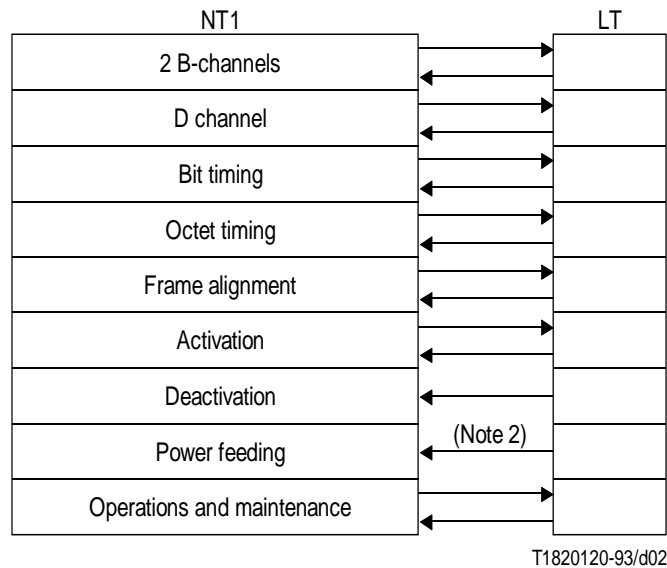 NT1 LT
2 B-channels
D channel
Bit timing
Octet timing
Frame alignment
Activation
Deactivation
(Note 2)
Power feeding
Operations and maintenance
T1820120-93/d02